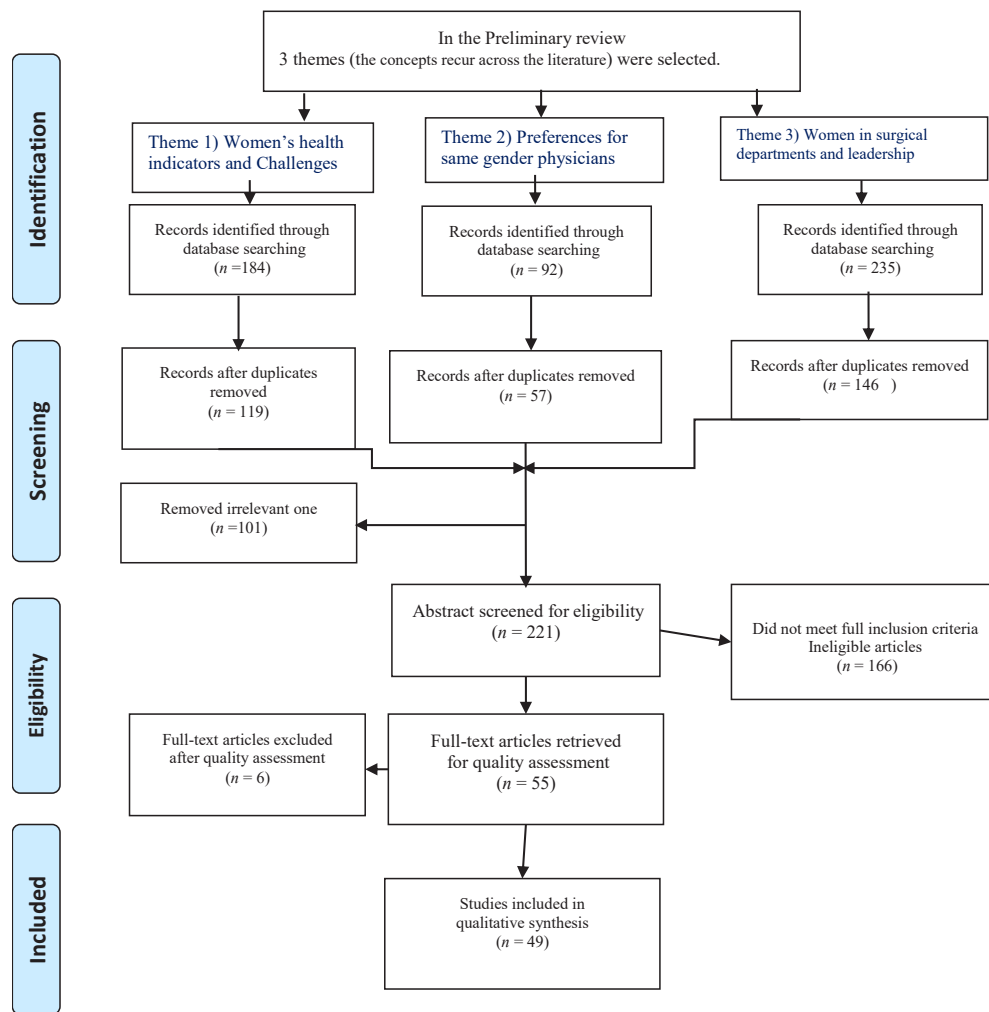 In the Preliminary review
3 themes (the concepts recur across the literature) were selected.
Identification
Theme 1) Women's health
indicators and Challenges
Theme 2) Preferences for
same gender physicians
Theme 3) Women in surgical
departments and leadership
Records identified through
database searching
(n =184)
Records identified through
database searching
(n = 92)
Records identified through
database searching
(n = 235)
Screening
Records after duplicates
removed
(n = 119)
Records after duplicates removed
(n = 57)
Records after duplicates removed
(n = 146 )
Removed irrelevant one
(n =101)
Eligibility
Abstract screened for eligibility
(n = 221)
Did not meet full inclusion criteria
Ineligible articles
(n = 166)
Full-text articles excluded
after quality assessment
(n = 6)
Full-text articles retrieved
for quality assessment
(n = 55)
Included
Studies included in
qualitative synthesis
(n = 49)